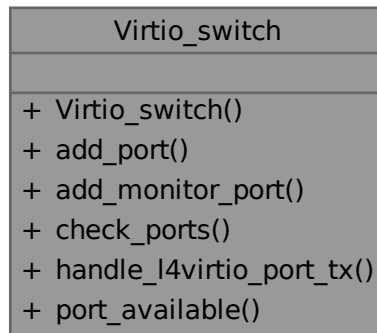 Virtio_switch
+ Virtio_switch()
+ add_port()
+ add_monitor_port()
+ check_ports()
+ handle_l4virtio_port_tx()
+ port_available()